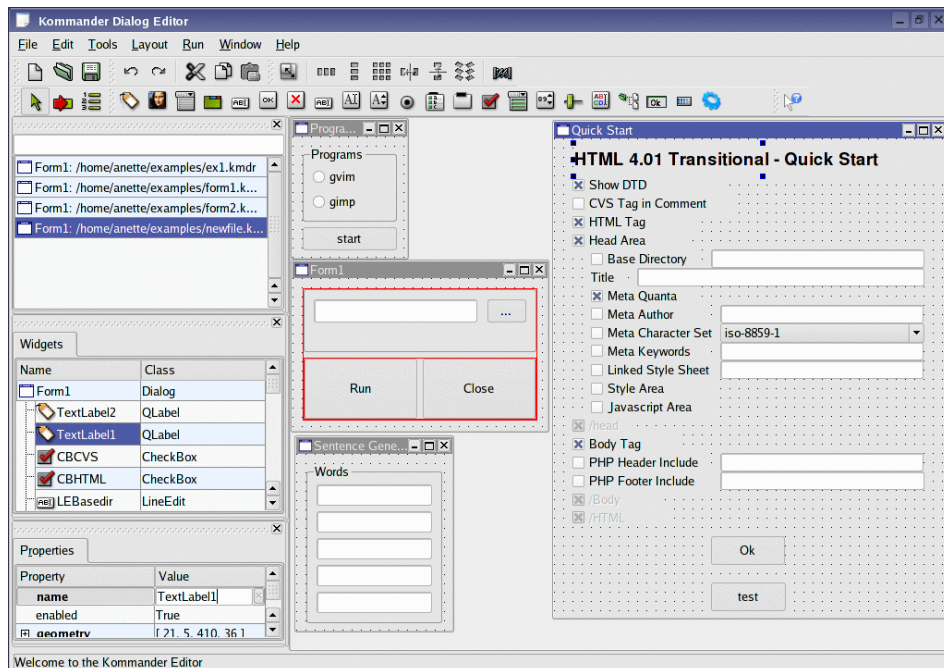 Kommander Dialog Editor
File Edit Tools Layout Run Window Help
Form1: /home/anette/examples/ex1.kmdr
Form1: /home/anette/examples/form1.k...
Form1: /home/anette/examples/form2.k...
Form1: /home/anette/examples/newfile.k...
Widgets
Name Class
Form1 Dialog
TextLabel2 QLabel
TextLabel1 QLabel
CBCVS CheckBox
CBHTML CheckBox
LEBasedir LineEdit
Properties
Property Value
name TextLabel1
enabled True
geometry [ 21, 5, 410, 36 ]
Progra...
Programs
gvim
gimp
start
Form1
...
Run Close
Sentence Gene...
Words
Quick Start
HTML 4.01 Transitional - Quick Start
Show DTD
CVS Tag in Comment
HTML Tag
Head Area
Base Directory
Title
Meta Quanta
Meta Author
Meta Character Set iso-8859-1
Meta Keywords
Linked Style Sheet
Style Area
Javascript Area
/head
Body Tag
PHP Header Include
PHP Footer Include
/Body
/HTML
Ok
test
Welcome to the Kommander Editor